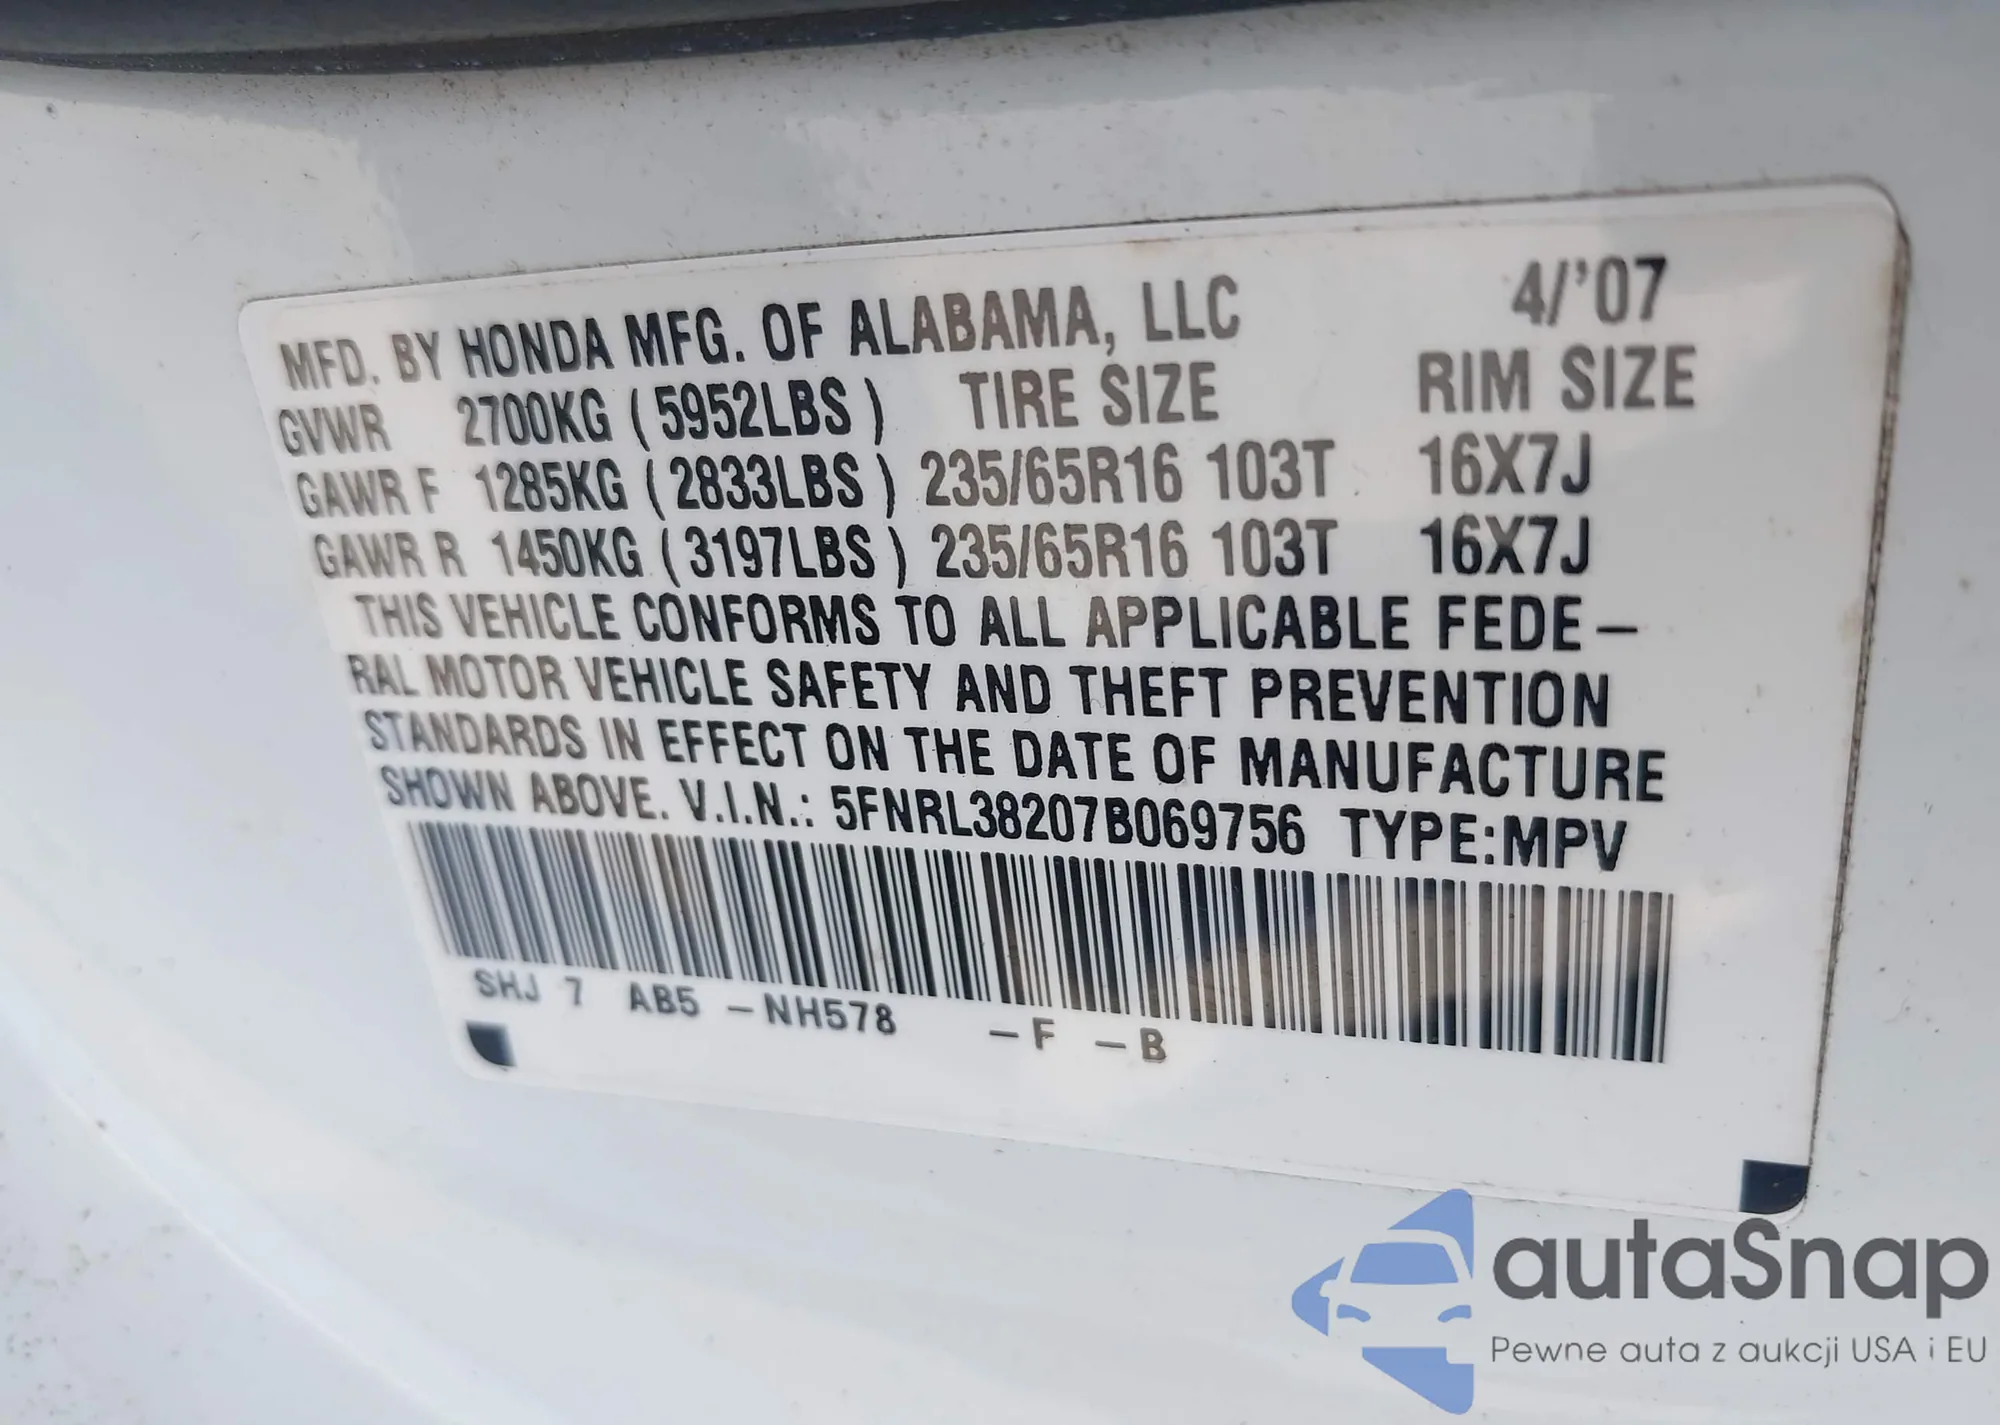 MFD. BY HONDA MFG. OF ALABAMA, LLC 4/'07
GVWR 2700KG ( 5952LBS ) TIRE SIZE RIM SIZE
GAWR F 1285KG ( 2833LBS ) 235/65R16 103T 16X7J
GAWR R 1450KG ( 3197LBS ) 235/65R16 103T 16X7J
THIS VEHICLE CONFORMS TO ALL APPLICABLE FEDE-
RAL MOTOR VEHICLE SAFETY AND THEFT PREVENTION
STANDARDS IN EFFECT ON THE DATE OF MANUFACTURE
SHOWN ABOVE. V.I.N.: 5FNRL38207B069756 TYPE:MPV
SHJ 7 AB5 -NH578 -F -B
autaSnap
Pewne auta z aukcji USA i EU